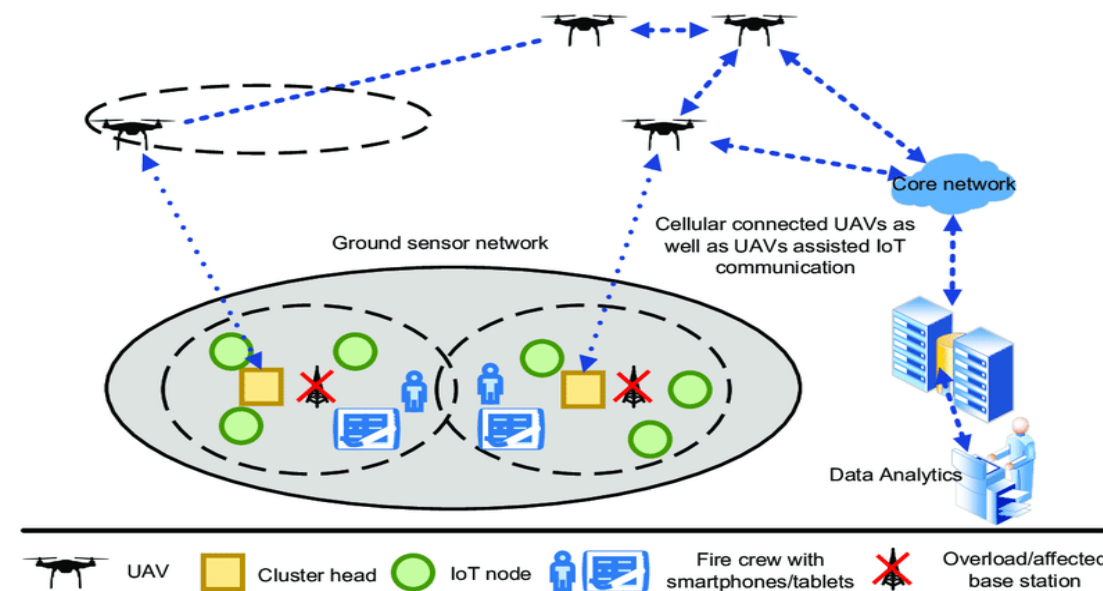 Core network
Cellular connected UAVs as
well as UAVs assisted IoT
communication
Ground sensor network
Data Analytics
UAV
Cluster head
IoT node
Fire crew with
smartphones/tablets
Overload/affected
base station